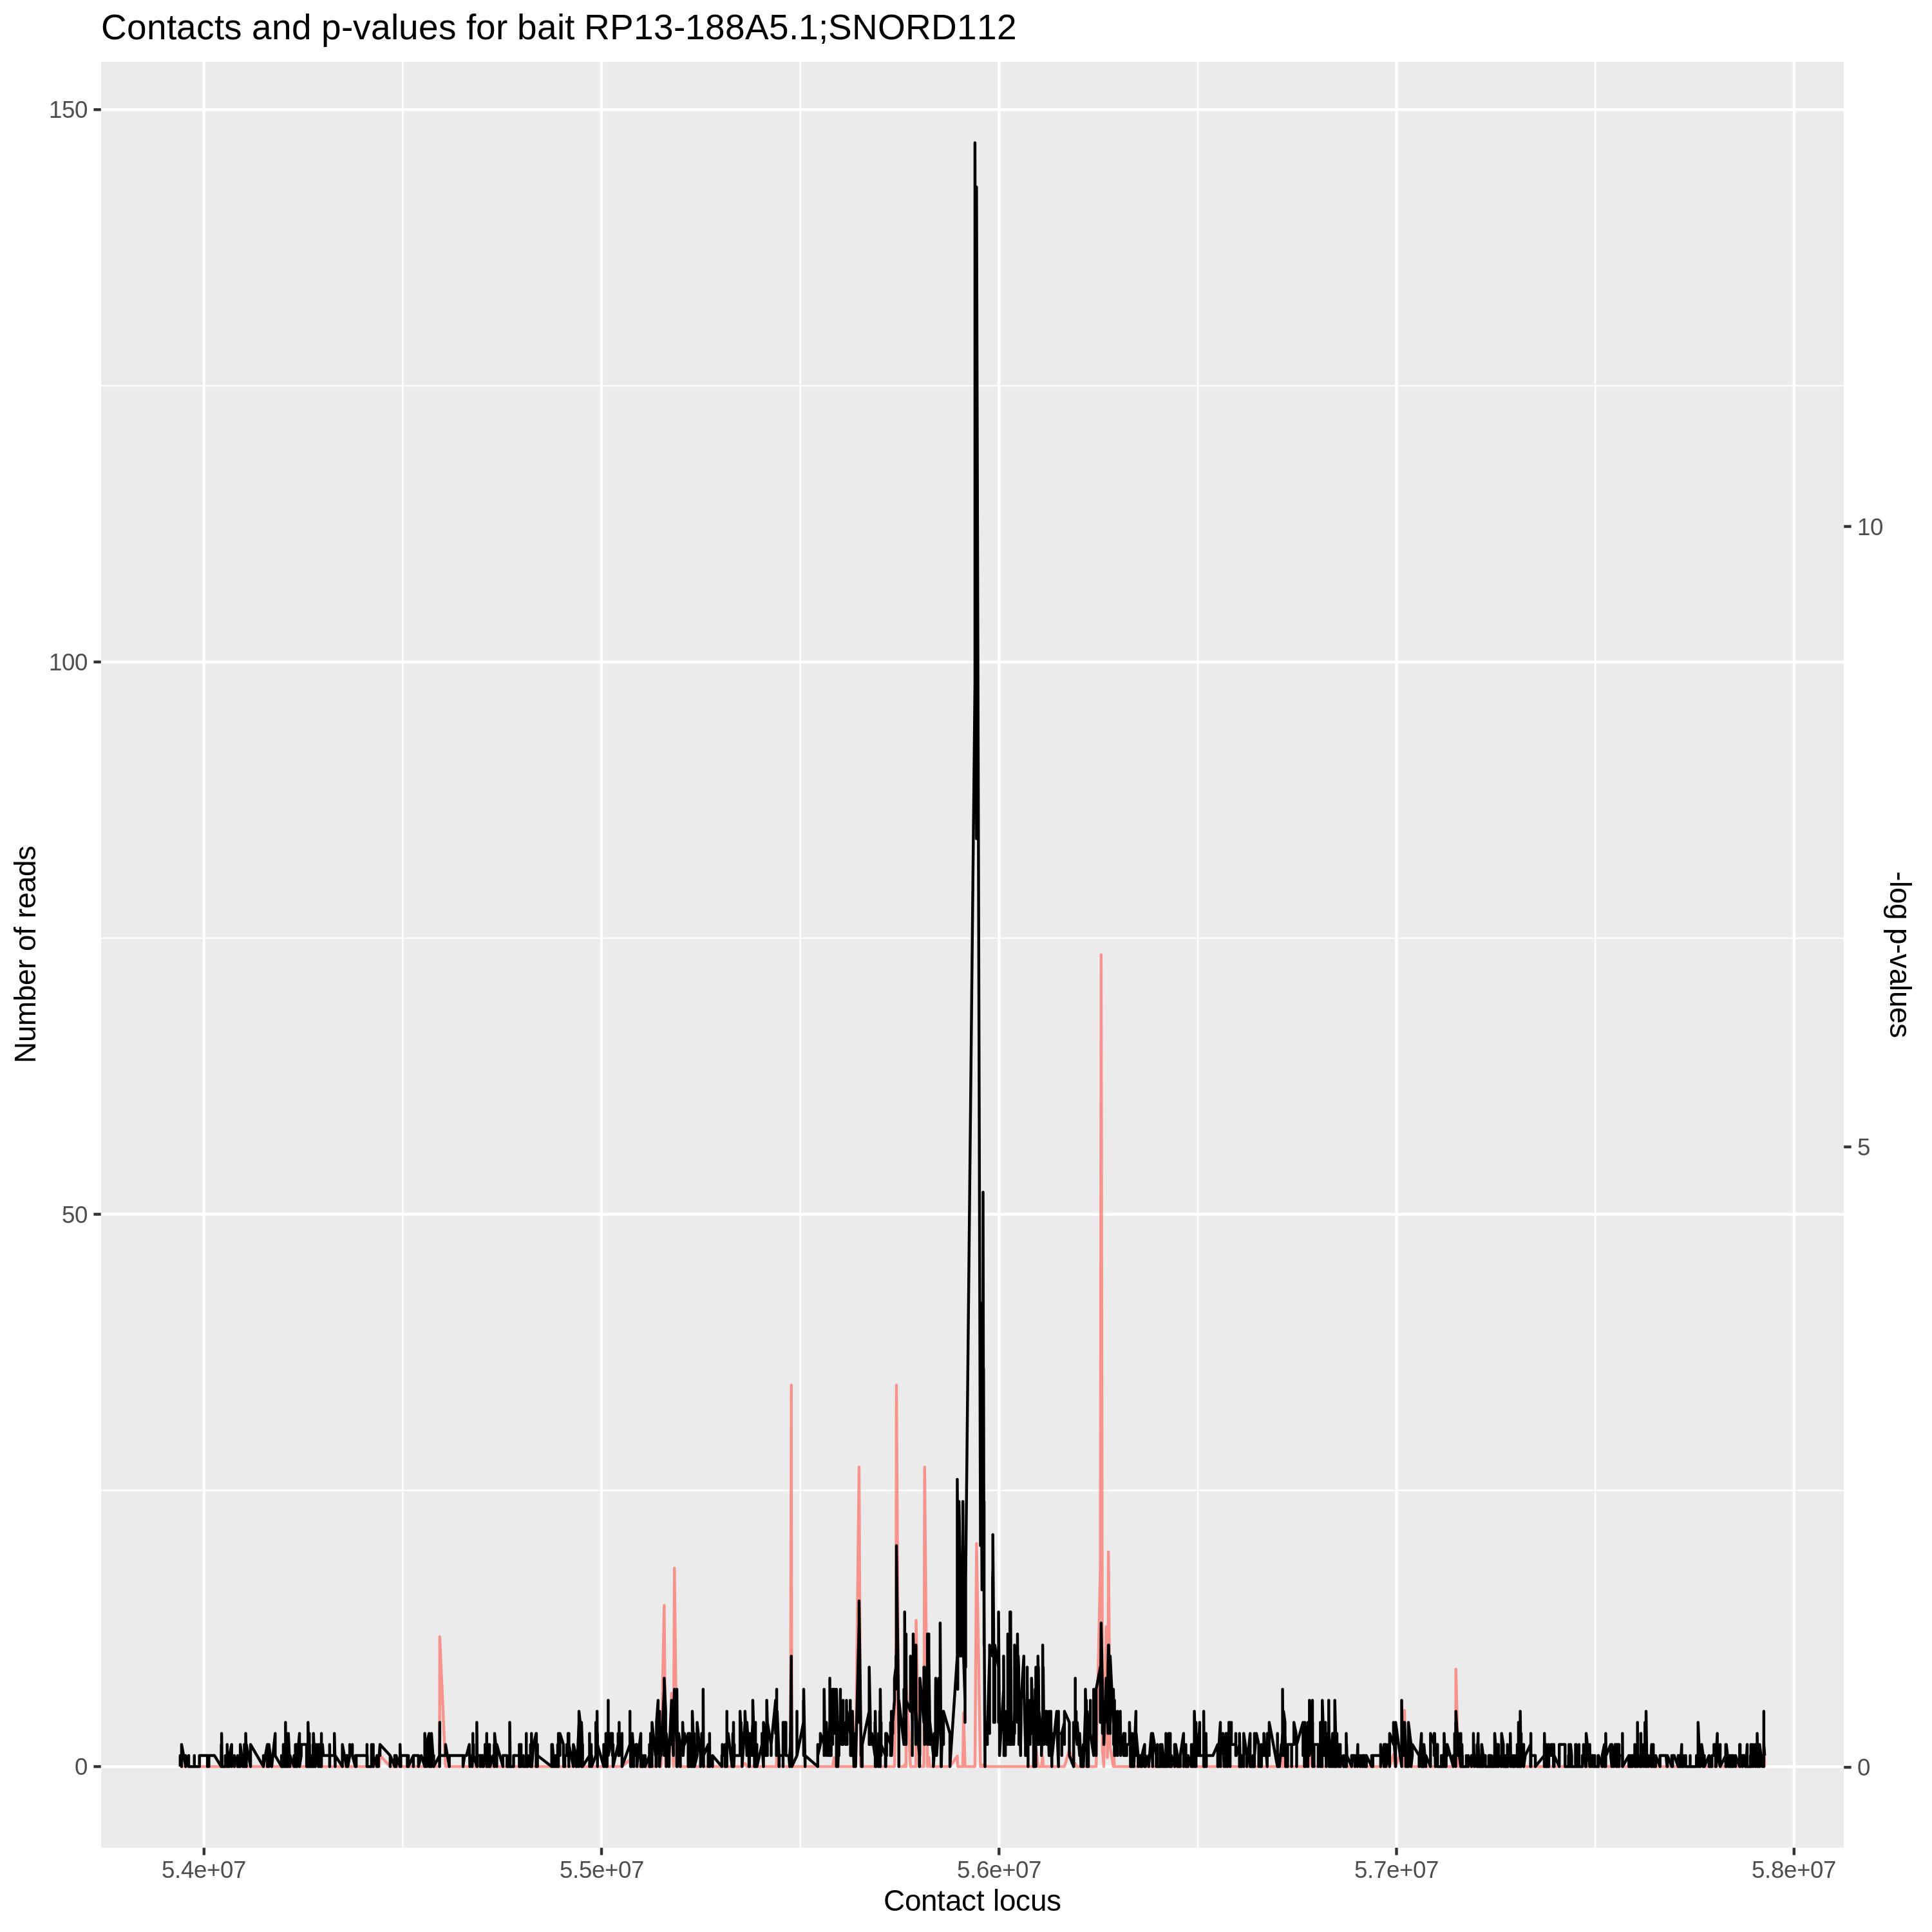 Contacts and p-values for bait RP13-188A5.1;SNORD112
150
100
50
0
Number of reads
10
5
0
-log p-values
5.4e+07 5.5e+07 5.6e+07 5.7e+07 5.8e+07
Contact locus